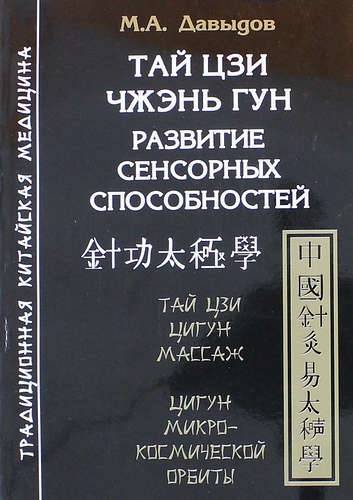 М.А. Давыдов
ТАЙ ЦЗИ
ЧЖЭНЬ ГУН
РАЗВИТИЕ
СЕНСОРНЫХ
СПОСОБНОСТЕЙ
針功太極學
ТАЙ ЦЗИ
ЦИГУН
МАССАЖ
ЦИГУН
МИКРО-
КОСМИЧЕСКОЙ
ОРБИТЫ
ТРАДИЦИОННАЯ КИТАЙСКАЯ МЕДИЦИНА
中國針灸易太極學